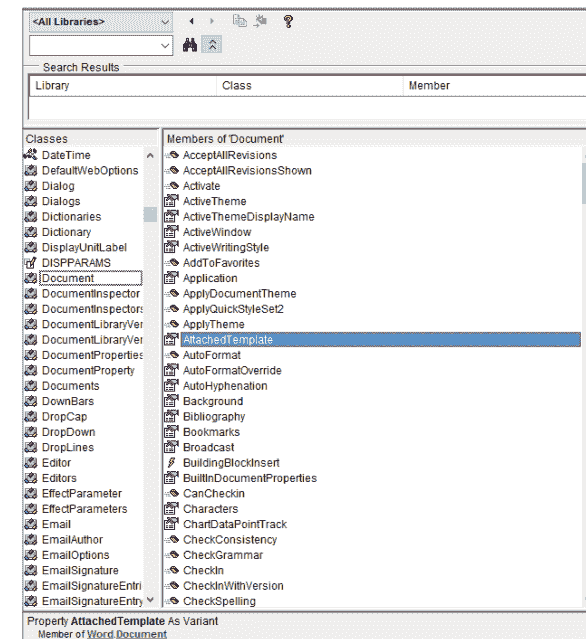 <All Libraries>
Search Results
Library Class Member
Classes
DateTime
DefaultWebOptions
Dialog
Dialogs
Dictionaries
Dictionary
DisplayUnitLabel
DISPPARAMS
Document
DocumentInspector
DocumentInspectors
DocumentLibraryVer
DocumentLibraryVer
DocumentProperties
DocumentProperty
Documents
DownBars
DropCap
DropDown
DropLines
Editor
Editors
EffectParameter
EffectParameters
Email
EmailAuthor
EmailOptions
EmailSignature
EmailSignatureEntri
EmailSignatureEntry
Members of 'Document'
AcceptAllRevisions
AcceptAllRevisionsShown
Activate
ActiveTheme
ActiveThemeDisplayName
ActiveWindow
ActiveWritingStyle
AddToFavorites
Application
ApplyDocumentTheme
ApplyQuickStyleSet2
ApplyTheme
AttachedTemplate
AutoFormat
AutoFormatOverride
AutoHyphenation
Background
Bibliography
Bookmarks
Broadcast
BuildingBlockInsert
BuiltInDocumentProperties
CanCheckin
Characters
ChartDataPointTrack
CheckConsistency
CheckGrammar
CheckIn
CheckInWithVersion
CheckSpelling
Property AttachedTemplate As Variant
Member of Word.Document